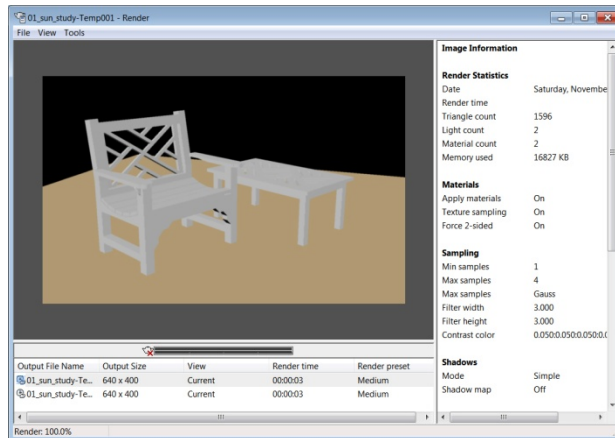 01_sun_study-Temp001 - Render
File View Tools
Image Information
Render Statistics
Date Saturday, Novembe
Render time
Triangle count 1596
Light count 2
Material count 2
Memory used 16827 KB
Materials
Apply materials On
Texture sampling On
Force 2-sided On
Sampling
Min samples 1
Max samples 4
Max samples Gauss
Filter width 3.000
Filter height 3.000
Contrast color 0.050:0.050:0.050:0.0
Shadows
Mode Simple
Shadow map Off
Output File Name Output Size View Render time Render preset
01_sun_study-Te... 640 x 400 Current 00:00:03 Medium
01_sun_study-Te... 640 x 400 Current 00:00:03 Medium
Render: 100.0%